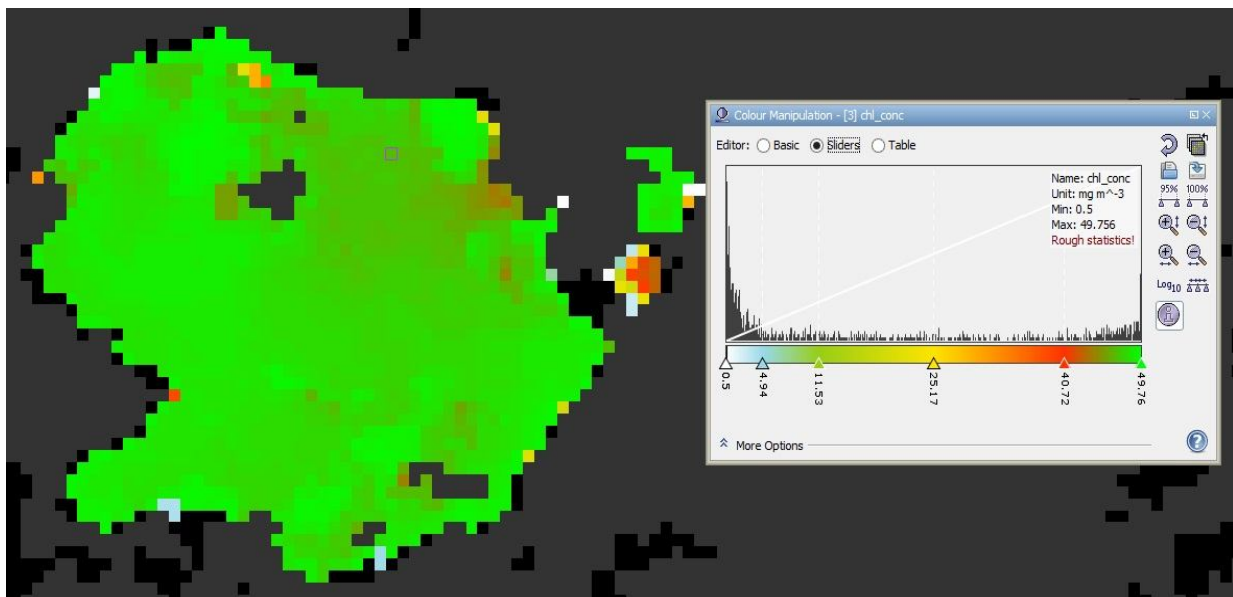 Colour Manipulation - [3] chl_conc
Editor: Basic Sliders Table
Name: chl_conc
Unit: mg m^-3
Min: 0.5
Max: 49.756
Rough statistics!
95% 100%
Log10
0.5 4.94 11.53 25.17 40.72 49.76
More Options